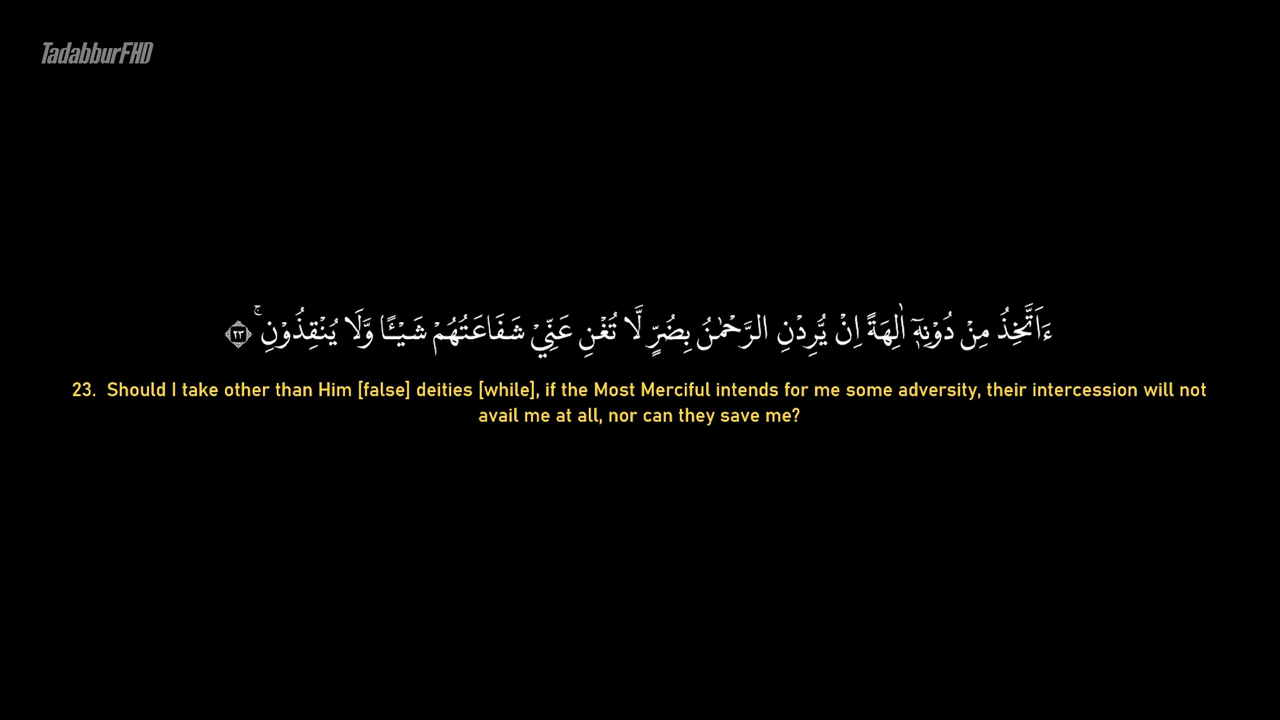 TadabburFHD
ءَاَتَّخِذُ مِنْ دُوْنِهٖٓ اٰلِهَةً اِنْ يُّرِدْنِ الرَّحْمٰنُ بِضُرٍّ لَّا تُغْنِ عَنِّيْ شَفَاعَتُهُمْ شَيْـًٔا وَّلَا يُنْقِذُوْنِۚ ٢٣
23. Should I take other than Him [false] deities [while], if the Most Merciful intends for me some adversity, their intercession will not
avail me at all, nor can they save me?